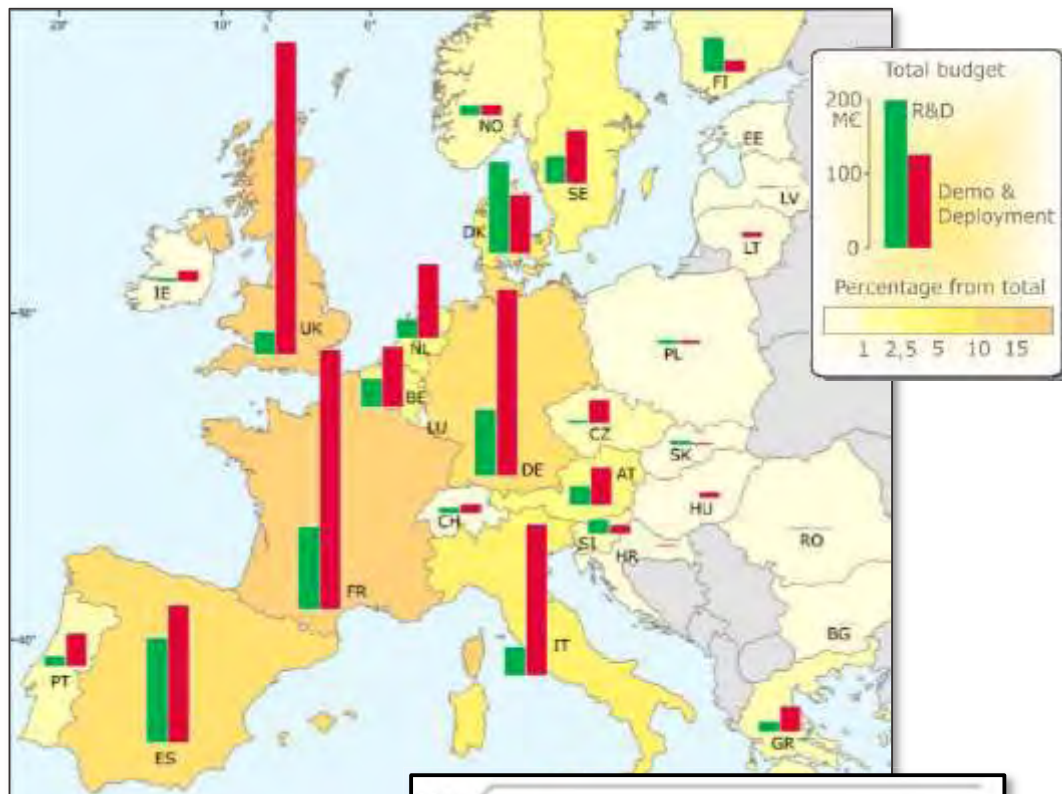 20°
0°
20°
FI
NO
SE
DK
IE
UK
NL
BE
LU
DE
EE
LV
LT
PL
CZ
SK
AT
HU
CH
SI
HR
RO
BG
FR
IT
PT
ES
GR
50°
40°
Total budget
200
M€
R&D
100
Demo &
Deployment
0
Percentage from total
1 2,5 5 10 15